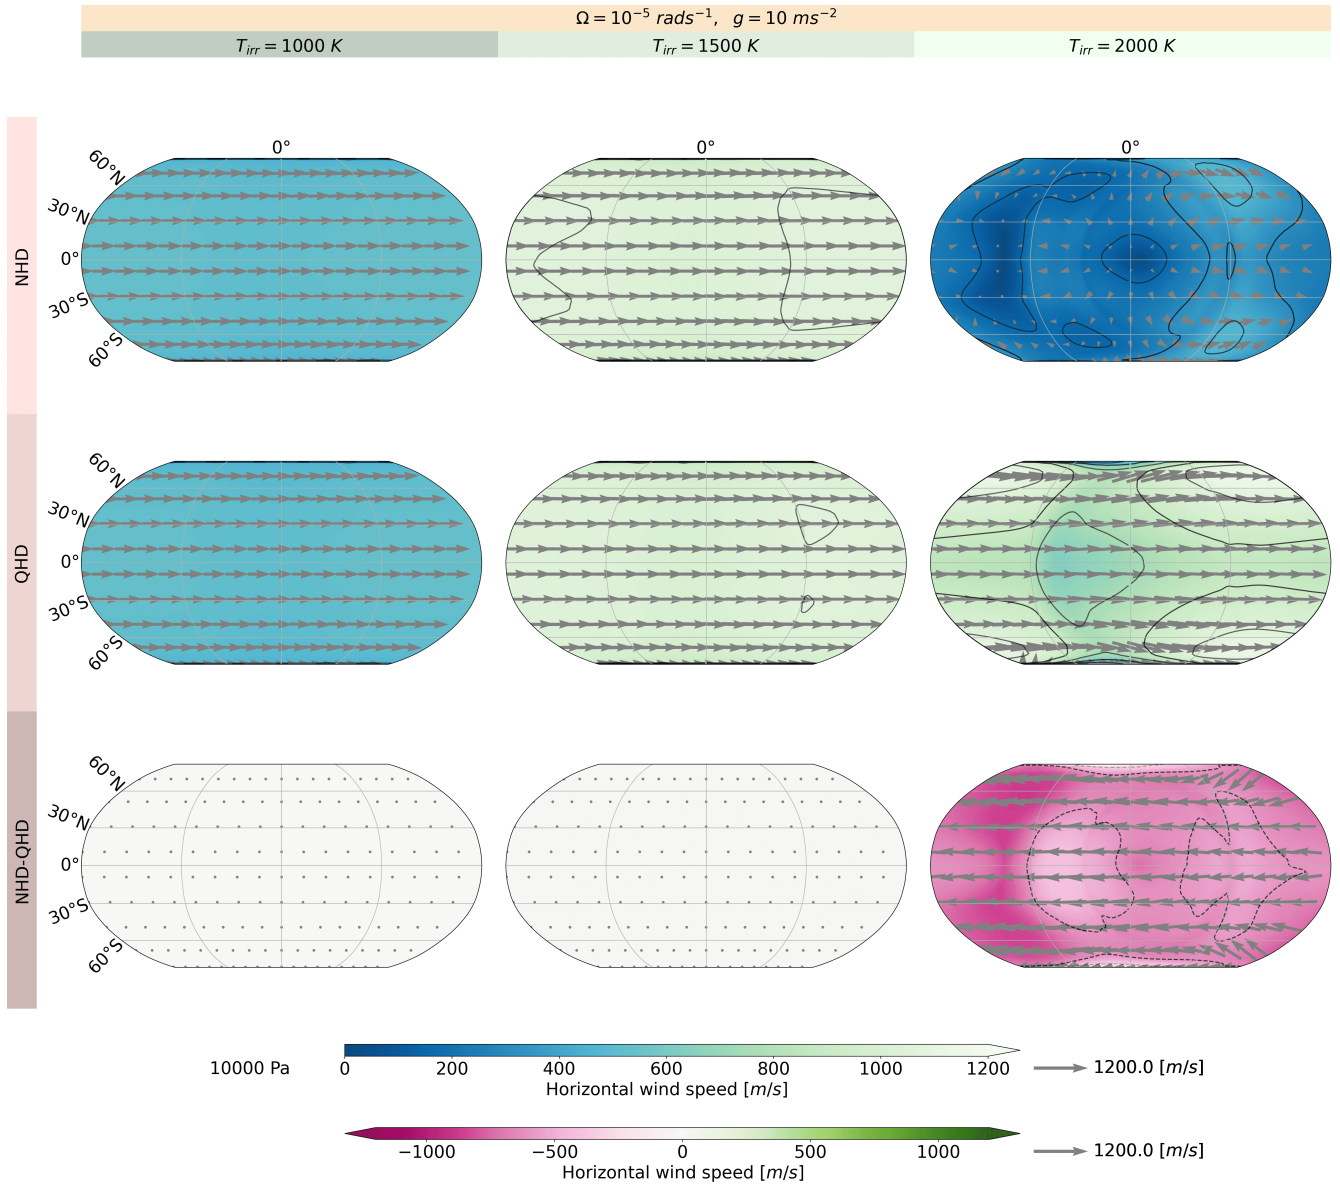 Ω = 10⁻⁵ rads⁻¹,  g = 10 ms⁻²
T_irr = 1000 K T_irr = 1500 K T_irr = 2000 K
0° 0° 0°
NHD
60°N
30°N
0°
30°S
60°S
QHD
60°N
30°N
0°
30°S
60°S
NHD-QHD
60°N
30°N
0°
30°S
60°S
10000 Pa
0 200 400 600 800 1000 1200
Horizontal wind speed [m/s]
1200.0 [m/s]
−1000 −500 0 500 1000
Horizontal wind speed [m/s]
1200.0 [m/s]